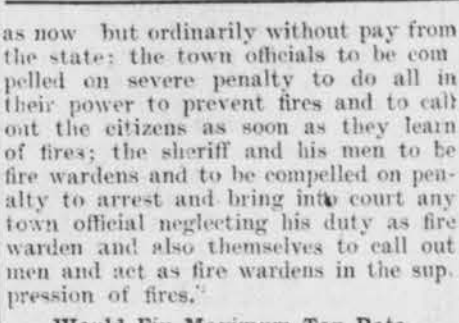 as now but ordinarily without pay from
the state; the town officials to be com
pelled on severe penalty to do all in
their power to prevent fires and to call
out the citizens as soon as they learn
of fires; the sheriff and his men to be
fire wardens and to be compelled on pen-
alty to arrest and bring into court any
town official neglecting his duty as fire
warden and also themselves to call out
men and act as fire wardens in the sup.
pression of fires."